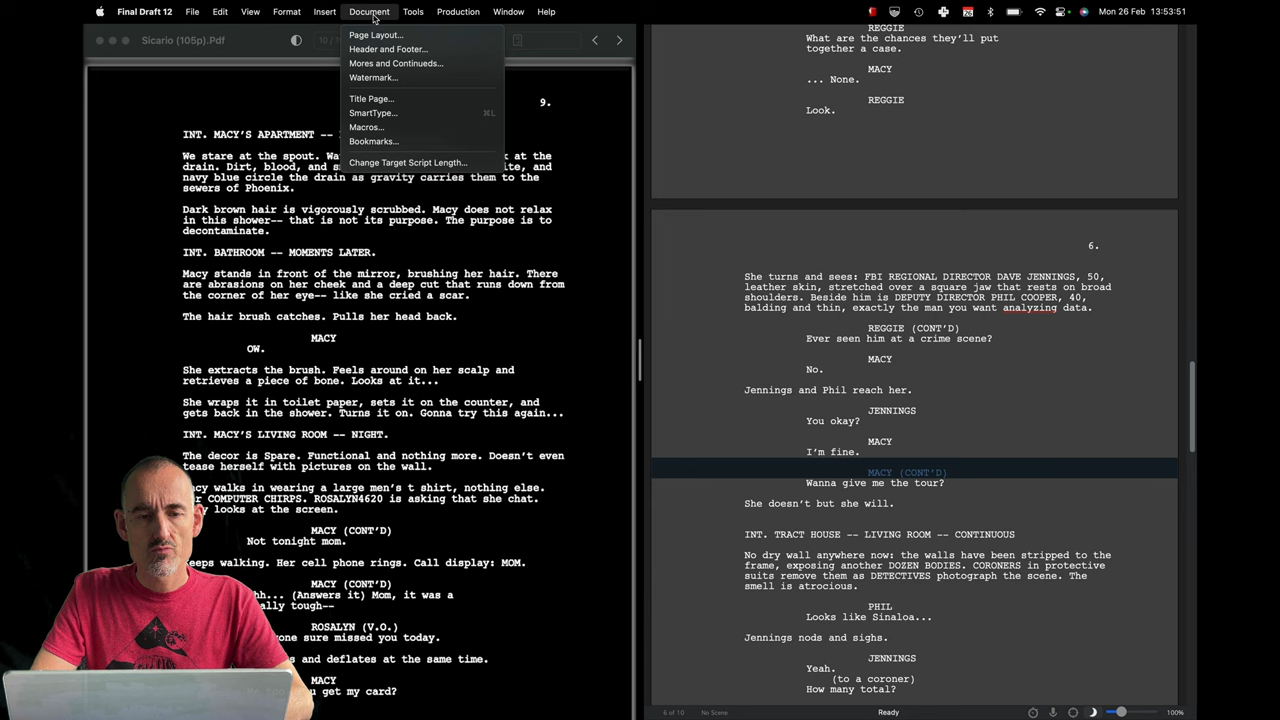 Final Draft 12 File Edit View Format Insert Document Tools Production Window Help
Mon 26 Feb 13:53:51
Sicario (105p).Pdf
Page Layout...
Header and Footer...
Mores and Continueds...
Watermark...
Title Page...
SmartType... ⌘L
Macros...
Bookmarks...
Change Target Script Length...
9.
INT. MACY'S APARTMENT --
We stare at the spout. at the
drain. Dirt, blood, and and
navy blue circle the drain as gravity carries them to the
sewers of Phoenix.
Dark brown hair is vigorously scrubbed. Macy does not relax
in this shower-- that is not its purpose. The purpose is to
decontaminate.
INT. BATHROOM -- MOMENTS LATER.
Macy stands in front of the mirror, brushing her hair. There
are abrasions on her cheek and a deep cut that runs down from
the corner of her eye-- like she cried a scar.
The hair brush catches. Pulls her head back.
MACY
OW.
She extracts the brush. Feels around on her scalp and
retrieves a piece of bone. Looks at it...
She wraps it in toilet paper, sets it on the counter, and
gets back in the shower. Turns it on. Gonna try this again...
INT. MACY'S LIVING ROOM -- NIGHT.
The decor is Spare. Functional and nothing more. Doesn't even
tease herself with pictures on the wall.
walks in wearing a large men's t shirt, nothing else.
COMPUTER CHIRPS. ROSALYN4620 is asking that she chat.
looks at the screen.
MACY (CONT'D)
Not tonight mom.
walking. Her cell phone rings. Call display: MOM.
MACY (CONT'D)
(Answers it) Mom, it was a
tough--
ROSALYN (V.O.)
sure missed you today.
and deflates at the same time.
MACY
get my card?
REGGIE
What are the chances they'll put
together a case.
MACY
... None.
REGGIE
Look.
6.
She turns and sees: FBI REGIONAL DIRECTOR DAVE JENNINGS, 50,
leather skin, stretched over a square jaw that rests on broad
shoulders. Beside him is DEPUTY DIRECTOR PHIL COOPER, 40,
balding and thin, exactly the man you want analyzing data.
REGGIE (CONT'D)
Ever seen him at a crime scene?
MACY
No.
Jennings and Phil reach her.
JENNINGS
You okay?
MACY
I'm fine.
MACY (CONT'D)
Wanna give me the tour?
She doesn't but she will.
INT. TRACT HOUSE -- LIVING ROOM -- CONTINUOUS
No dry wall anywhere now: the walls have been stripped to the
frame, exposing another DOZEN BODIES. CORONERS in protective
suits remove them as DETECTIVES photograph the scene. The
smell is atrocious.
PHIL
Looks like Sinaloa...
Jennings nods and sighs.
JENNINGS
Yeah.
(to a coroner)
How many total?
6 of 10 No Scene Ready 100%